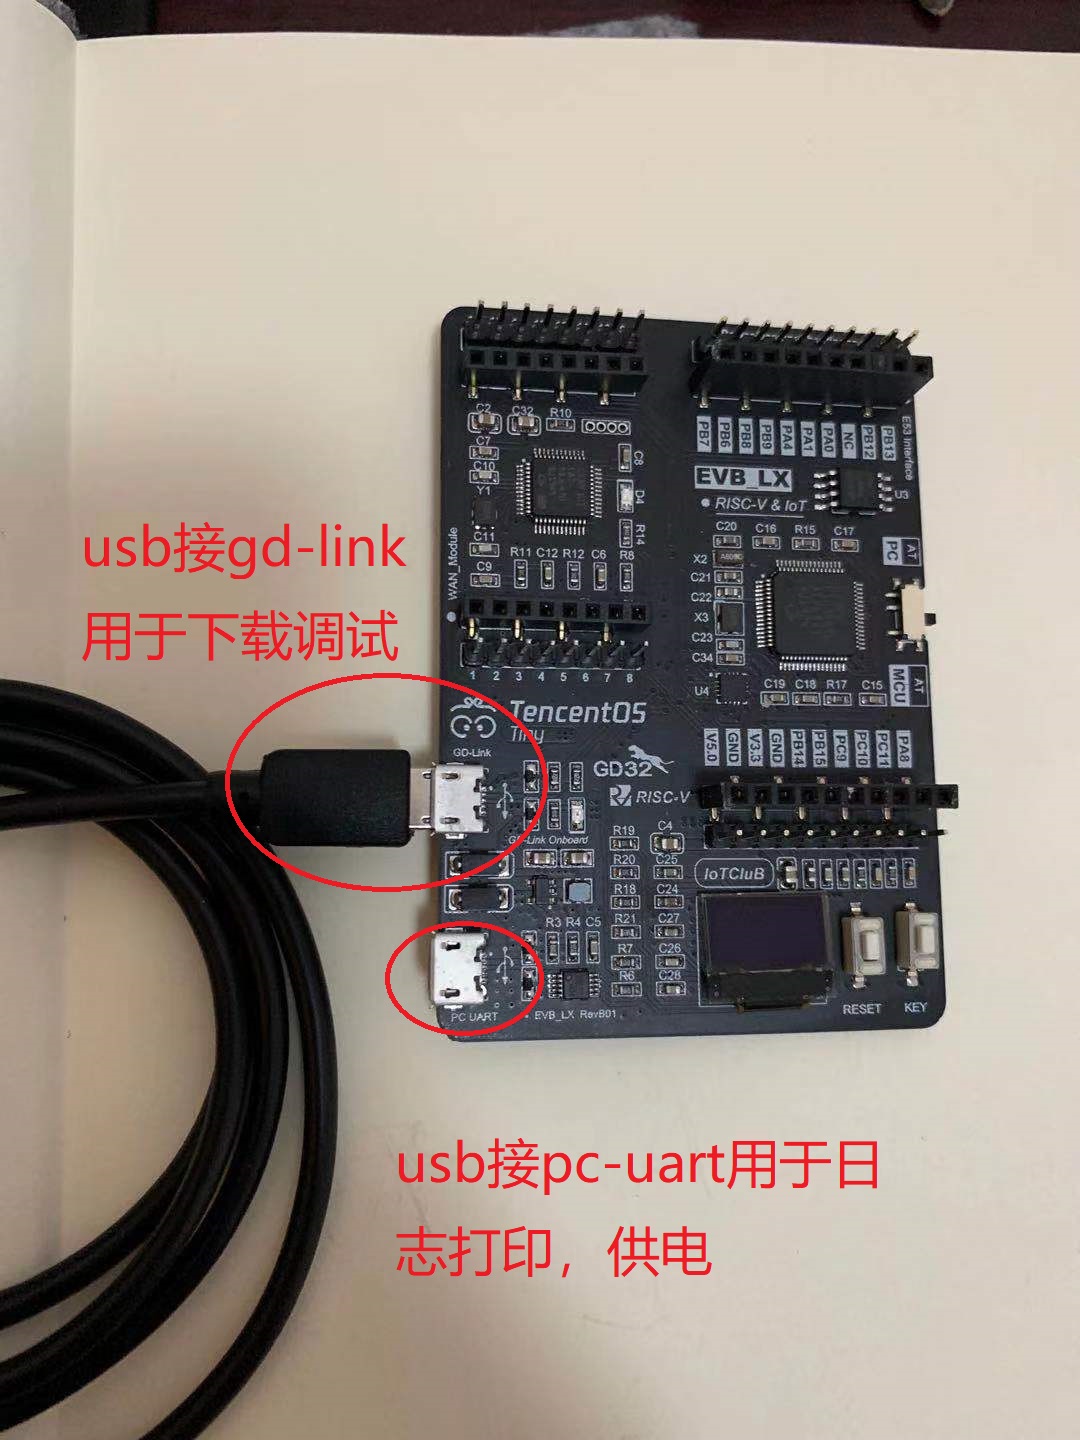 C2
C32
R10
C7
C10
Y1
C8
D4
R14
C11
C9
R11
C12
R12
C6
R8
WAN_Module
1 2 3 4 5 6 7 8
PB7
PB6
PB8
PB9
PA4
PA1
PA0
NC
PB12
PB13
E53 Interface
EVB_LX
RISC-V & IoT
U3
C20
C16
R15
C17
X2
C21
C22
X3
C23
C34
U4
C19
C18
R17
C15
AT
PC
AT
MCU
usb接gd-link
用于下载调试
TencentOS
Tiny
GD-Link
GD32
RISC-V
V5.0
GND
V3.3
GND
PB14
PB15
PC9
PC10
PC11
PA8
GD-Link Onboard
R19
C4
R20
C25
R18
C24
R21
C27
R7
C26
R6
C28
IoTCluB
R3 R4 C5
PC UART
EVB_LX RevB01
RESET
KEY
usb接pc-uart用于日
志打印，供电